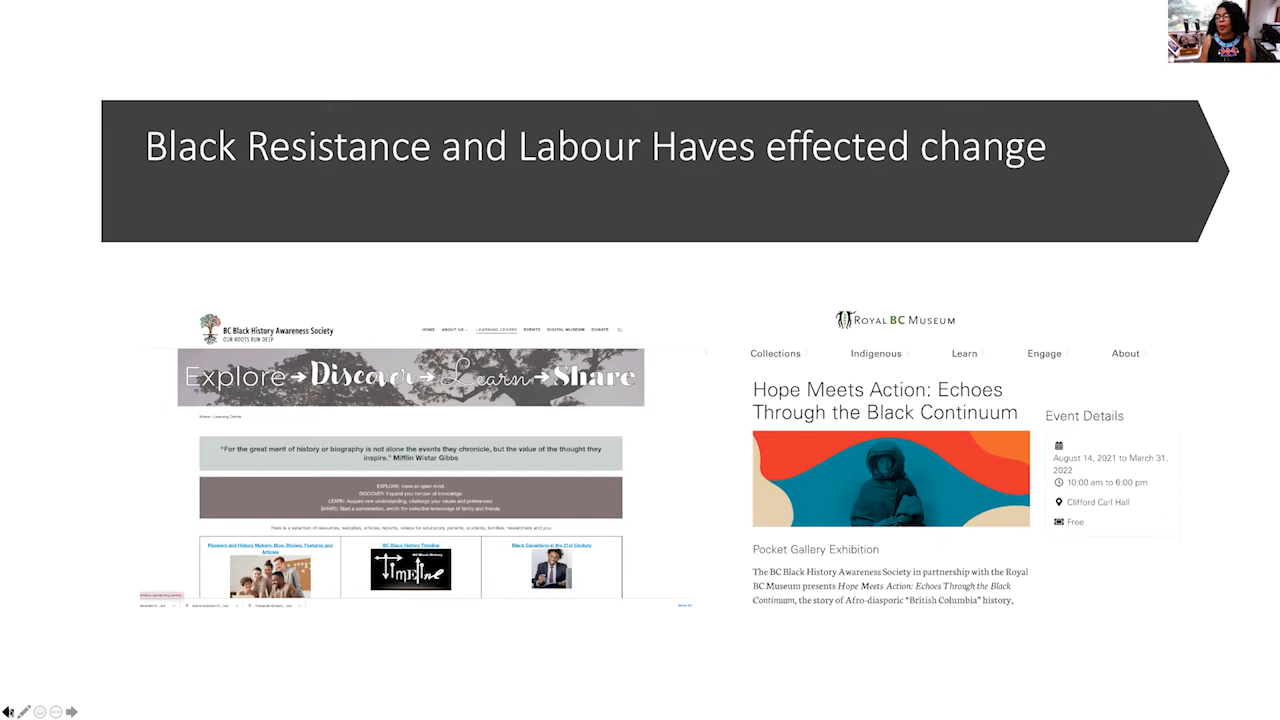 Black Resistance and Labour Haves effected change
BC Black History Awareness Society
OUR ROOTS RUN DEEP
HOME ABOUT US LEARNING CENTRE EVENTS DIGITAL MUSEUM DONATE
Explore → Discover → Learn → Share
Home > Learning Centre
"For the great merit of history or biography is not alone the events they chronicle, but the value of the thought they
inspire." Mifflin Wistar Gibbs
EXPLORE: Have an open mind.
DISCOVER: Expand your horizon of knowledge.
LEARN: Acquire new understanding, challenge your values and preferences.
SHARE: Start a conversation, enrich the collective knowledge of family and friends.
Here is a selection of resources, websites, articles, reports, videos for educators, parents, students, families, researchers and you
Pioneers and History Makers: Bios, Stories, Features and
Articles
BC Black History Timeline
BC Black History
TIMELINE
Black Canadians in the 21st Century
Show All
ROYAL BC MUSEUM
Collections Indigenous Learn Engage About
Hope Meets Action: Echoes
Through the Black Continuum
Event Details
August 14, 2021 to March 31,
2022
10:00 am to 6:00 pm
Clifford Carl Hall
Free
Pocket Gallery Exhibition
The BC Black History Awareness Society in partnership with the Royal
BC Museum presents Hope Meets Action: Echoes Through the Black
Continuum, the story of Afro-diasporic "British Columbia" history,